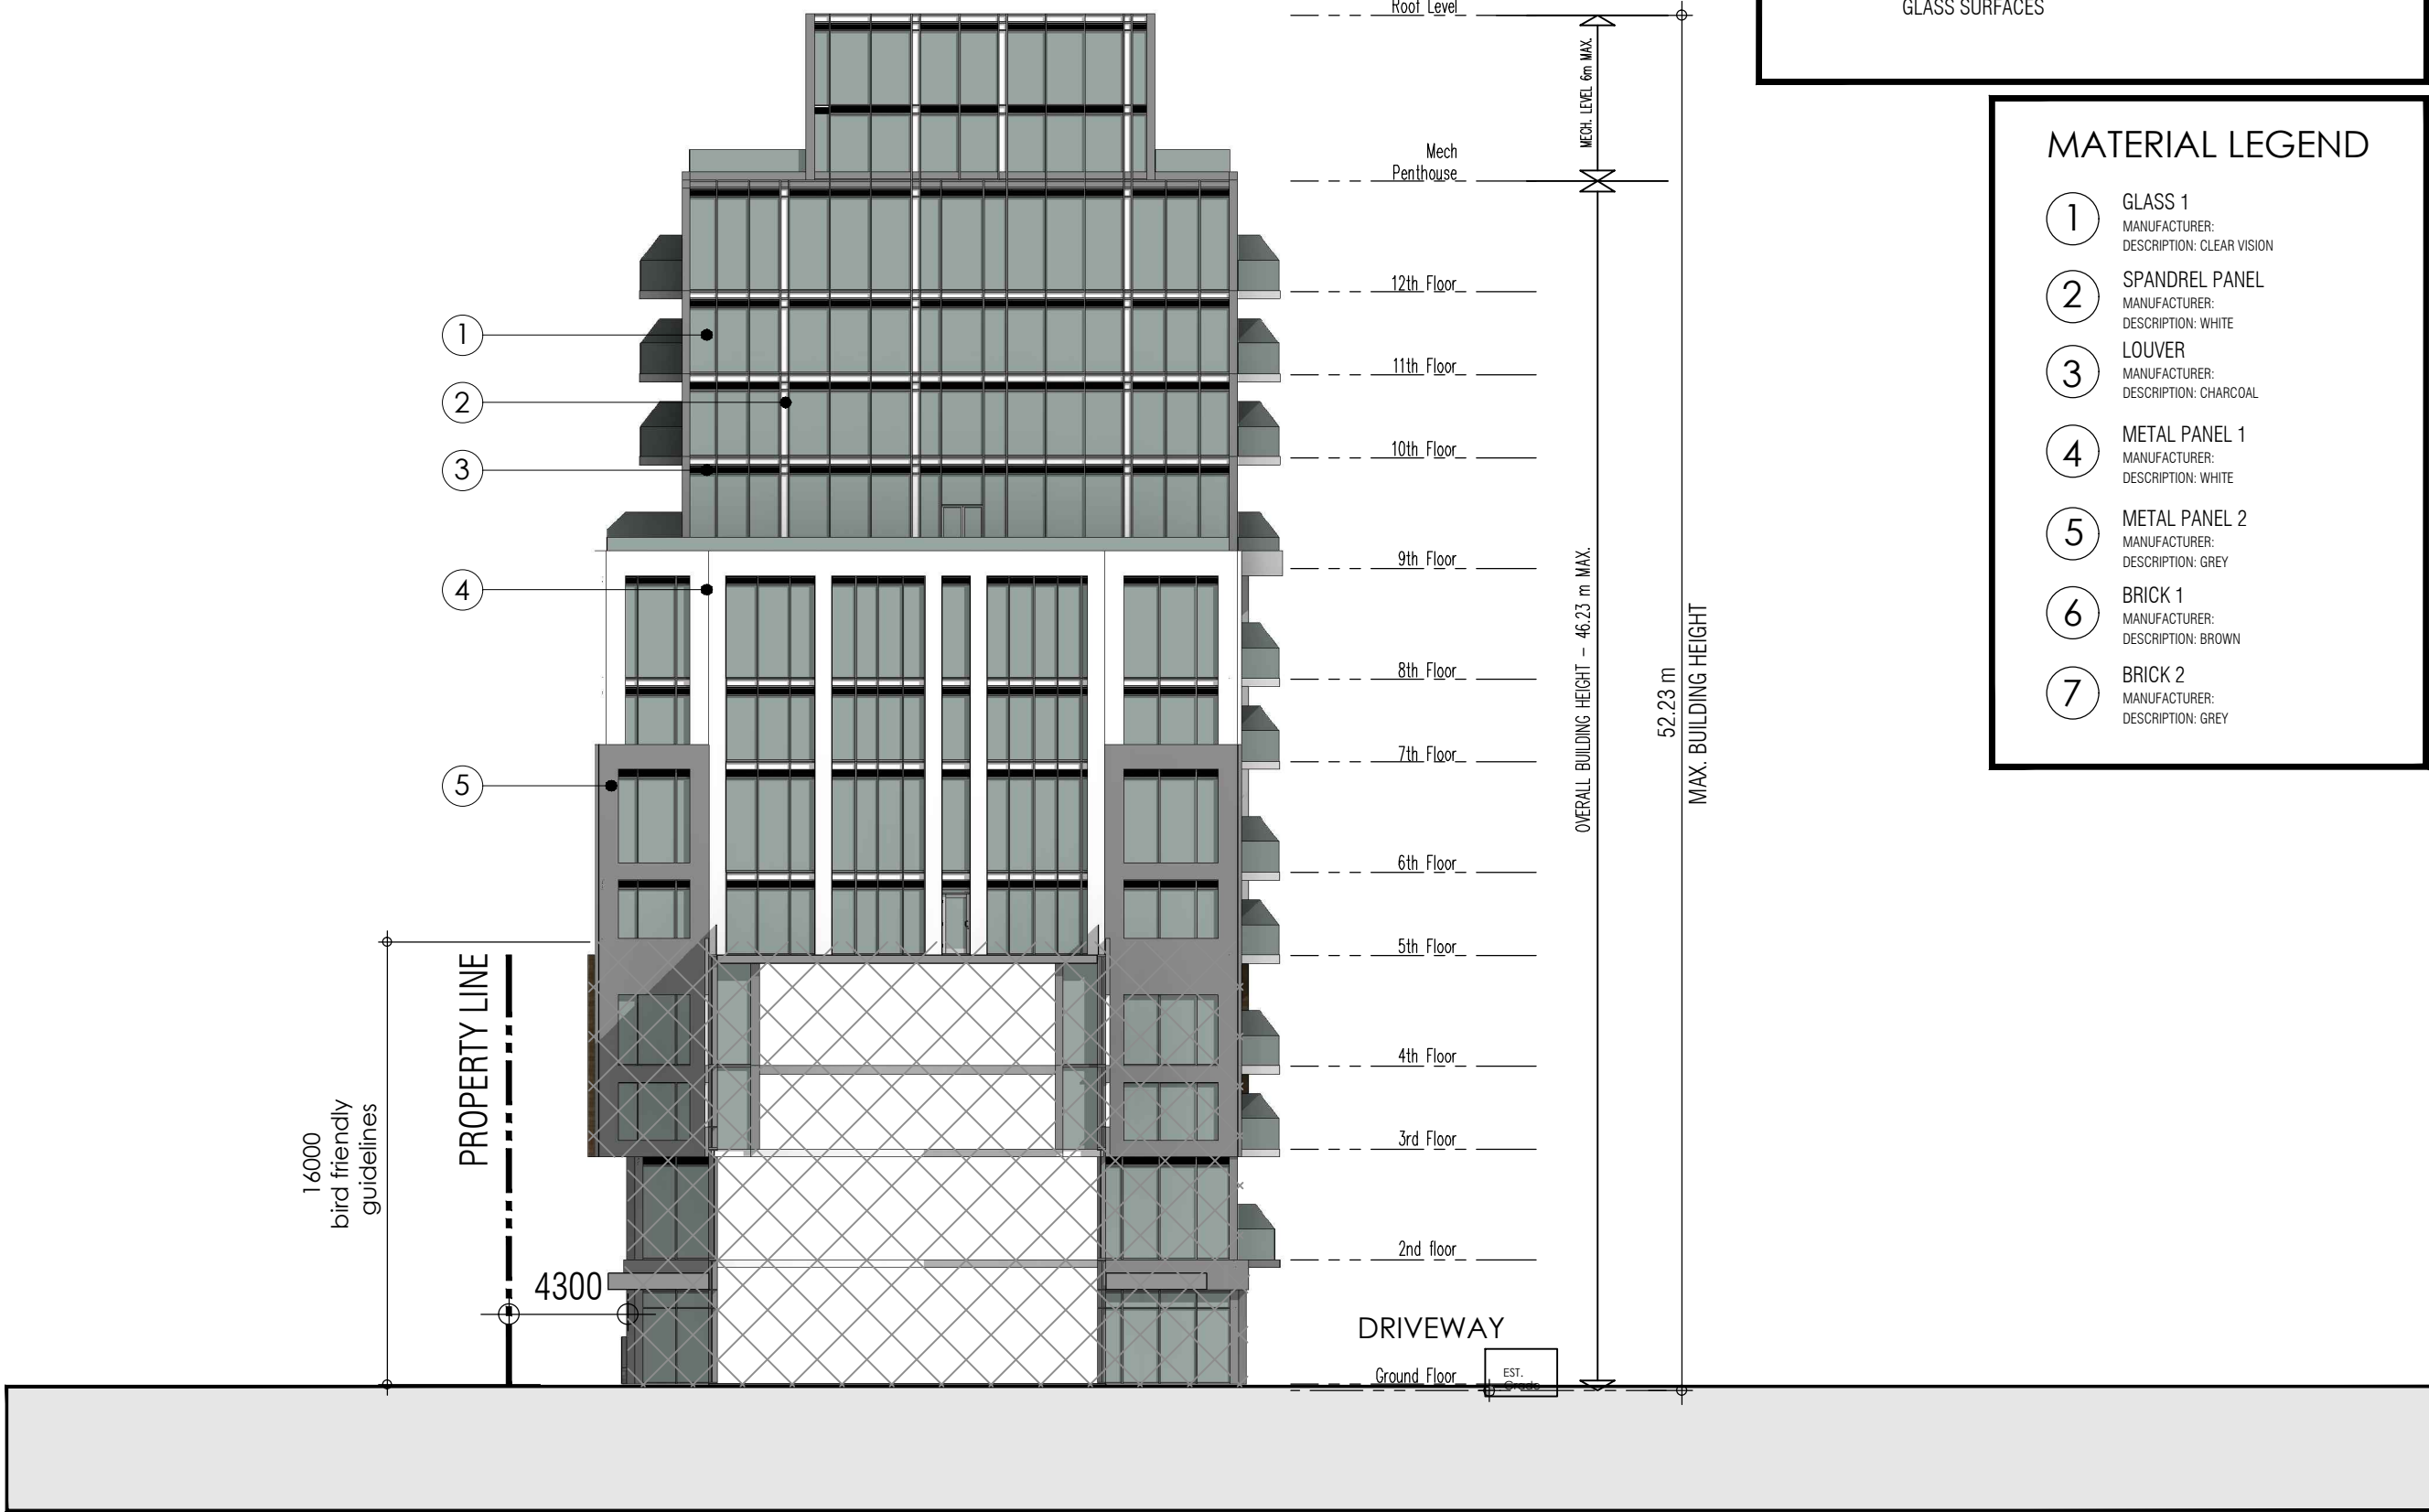 Roof Level
GLASS SURFACES
MECH. LEVEL 6m MAX.
Mech
Penthouse
12th Floor
11th Floor
10th Floor
9th Floor
8th Floor
7th Floor
6th Floor
5th Floor
4th Floor
3rd Floor
2nd floor
DRIVEWAY
Ground Floor
EST.
Grade
OVERALL BUILDING HEIGHT - 46.23 m MAX.
52.23 m
MAX. BUILDING HEIGHT
1
2
3
4
5
16000
bird friendly
guidelines
PROPERTY LINE
4300
MATERIAL LEGEND
1
GLASS 1
MANUFACTURER:
DESCRIPTION: CLEAR VISION
2
SPANDREL PANEL
MANUFACTURER:
DESCRIPTION: WHITE
3
LOUVER
MANUFACTURER:
DESCRIPTION: CHARCOAL
4
METAL PANEL 1
MANUFACTURER:
DESCRIPTION: WHITE
5
METAL PANEL 2
MANUFACTURER:
DESCRIPTION: GREY
6
BRICK 1
MANUFACTURER:
DESCRIPTION: BROWN
7
BRICK 2
MANUFACTURER:
DESCRIPTION: GREY